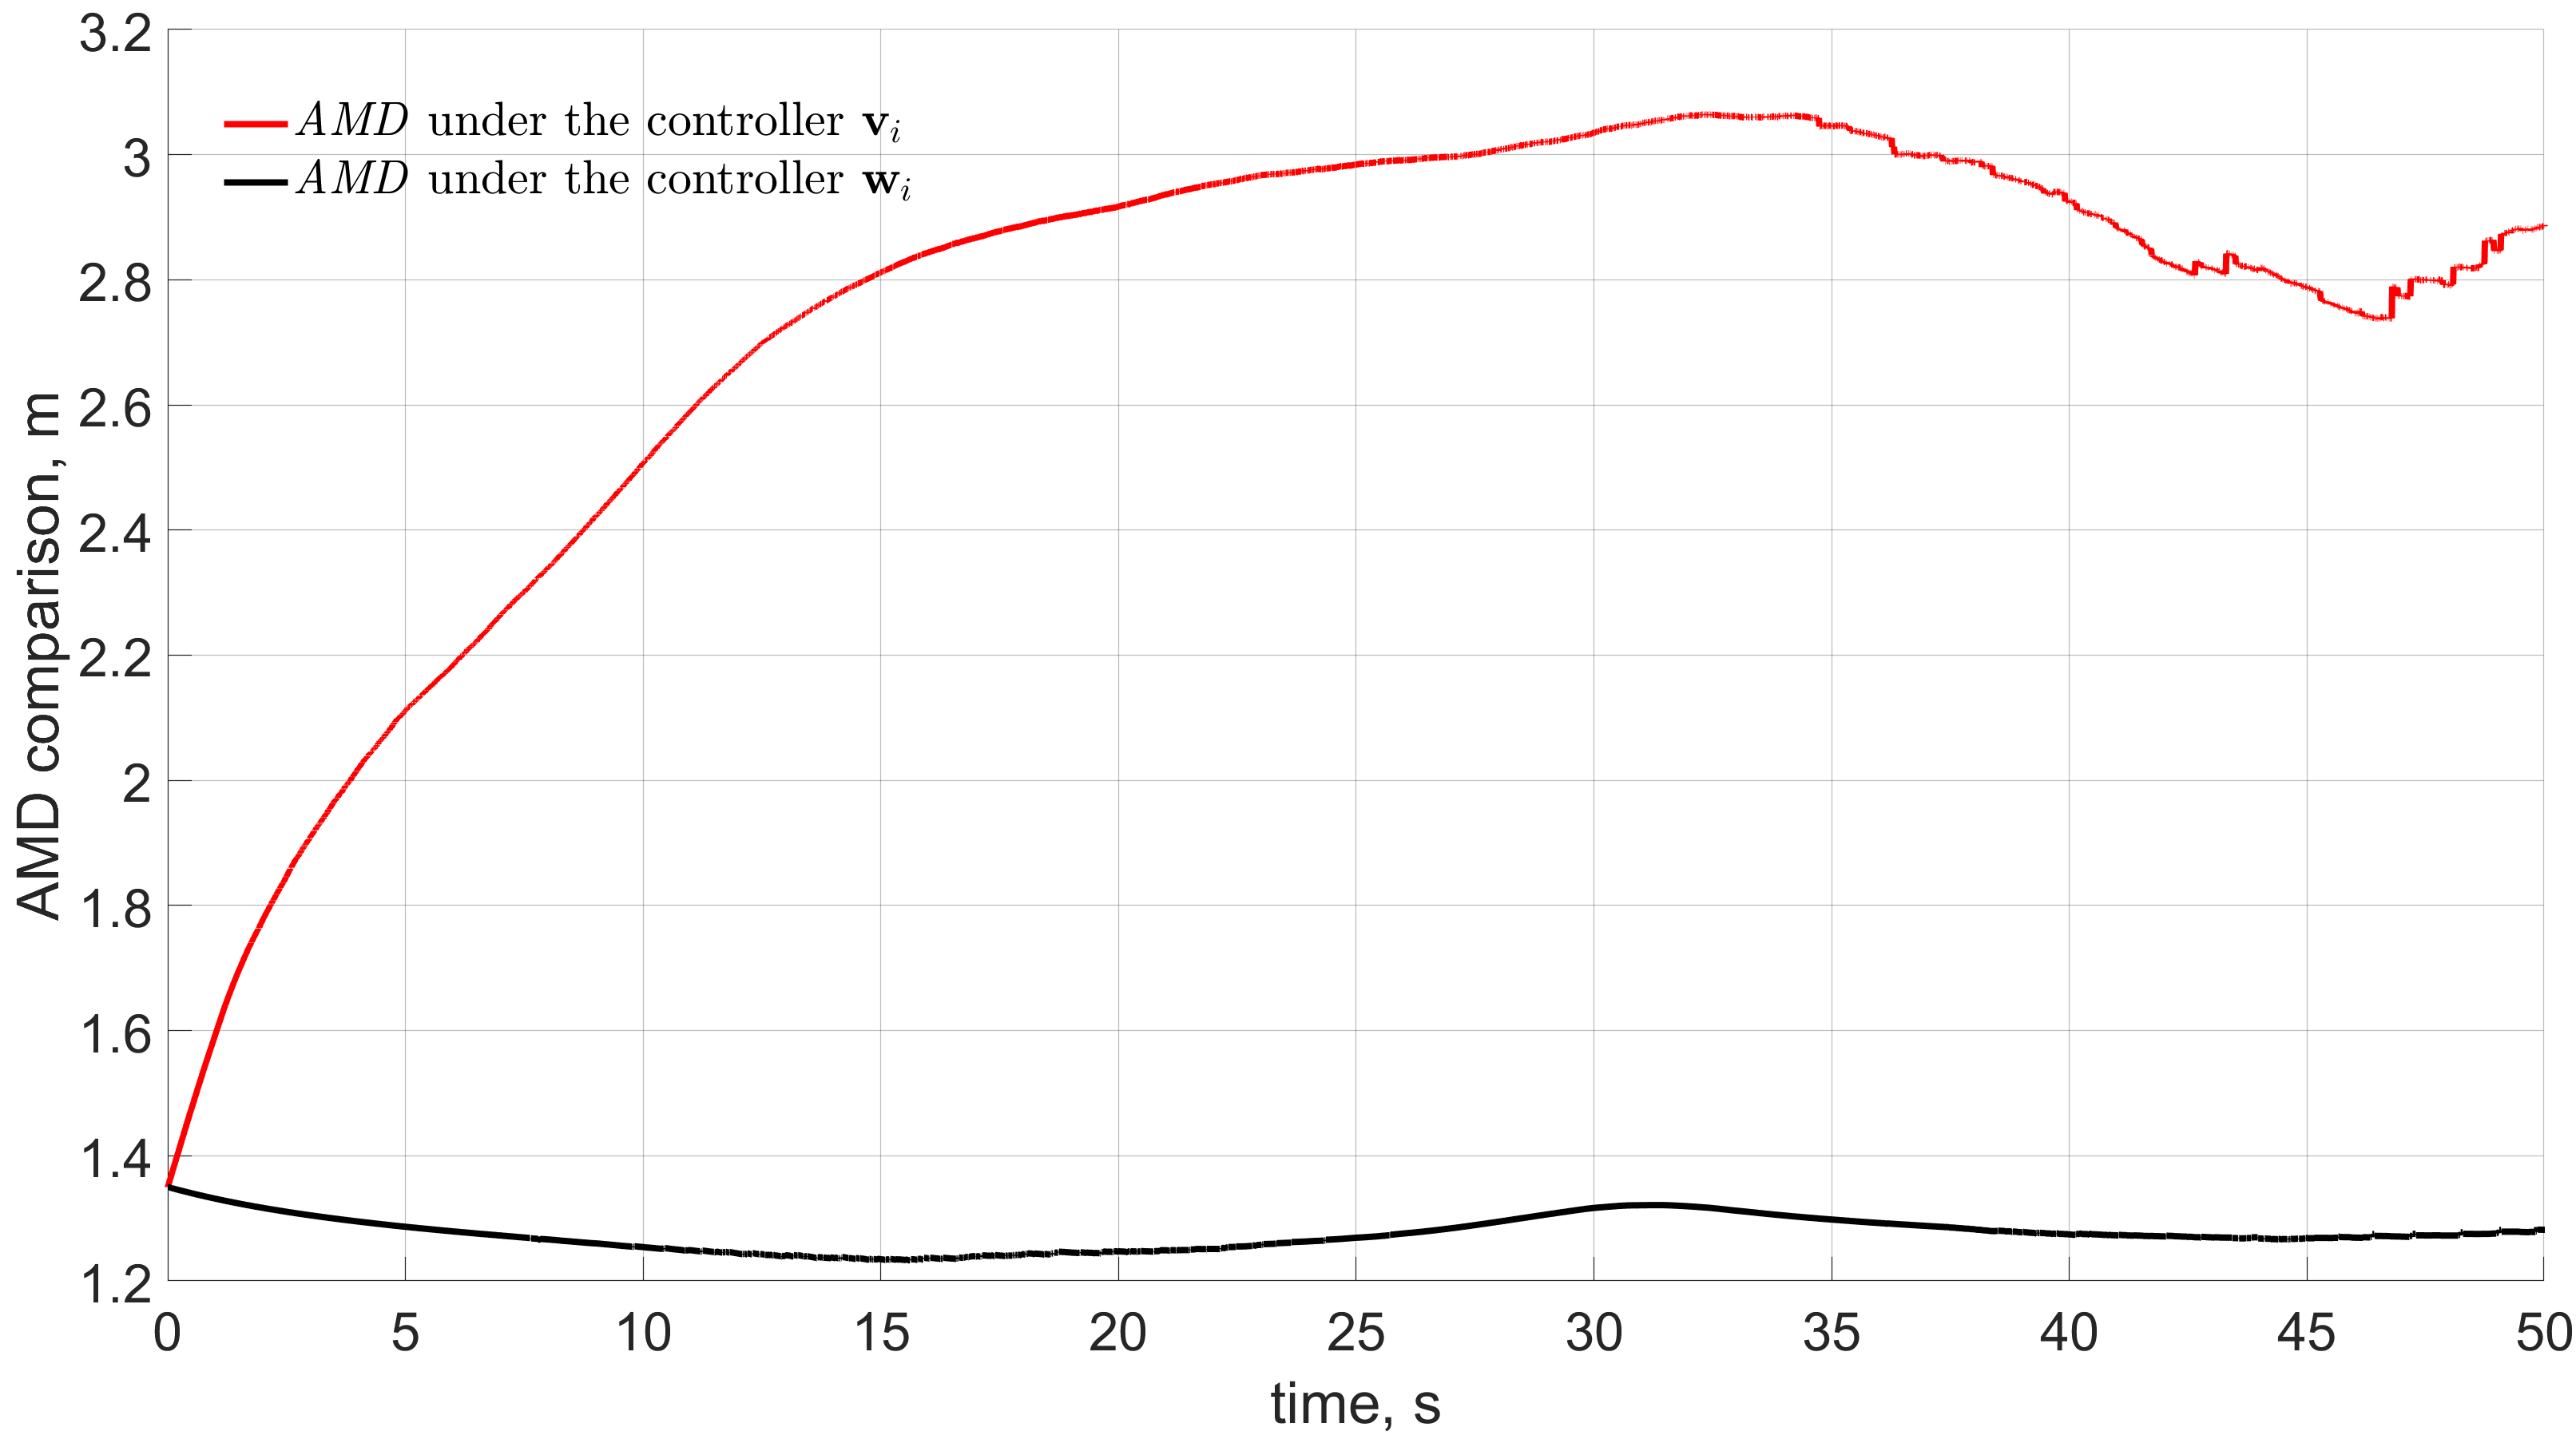 AMD comparison, m
3.2
3
2.8
2.6
2.4
2.2
2
1.8
1.6
1.4
1.2
AMD under the controller vᵢ
AMD under the controller wᵢ
0 5 10 15 20 25 30 35 40 45 50
time, s